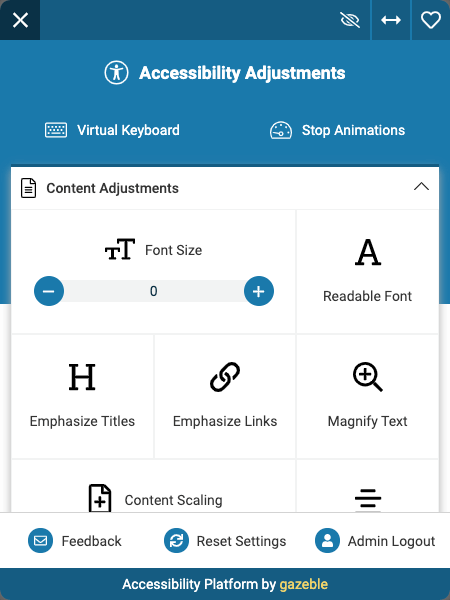 Accessibility Adjustments
Virtual Keyboard
Stop Animations
Content Adjustments
Font Size
0
Readable Font
Emphasize Titles
Emphasize Links
Magnify Text
Content Scaling
Feedback
Reset Settings
Admin Logout
Accessibility Platform by gazeble